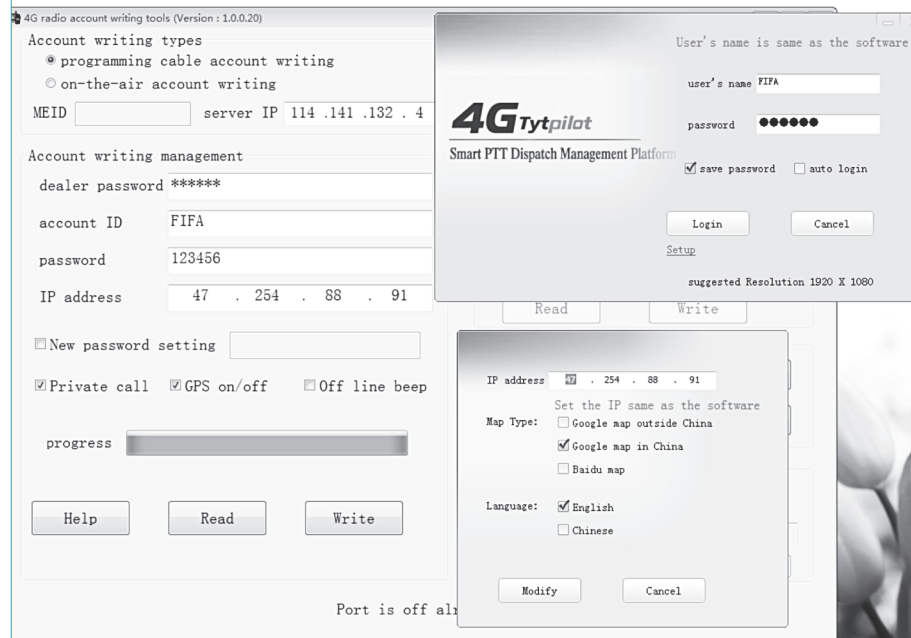 4G radio account writing tools (Version : 1.0.0.20)
Account writing types
programming cable account writing
on-the-air account writing
MEID
server IP 114 .141 .132 . 4
Account writing management
dealer password ******
account ID FIFA
password 123456
IP address 47 . 254 . 88 . 91
New password setting
Private call GPS on/off Off line beep
progress
Help Read Write
Port is off
User's name is same as the software
user's name FIFA
4G Tytpilot
password ●●●●●●
Smart PTT Dispatch Management Platform
save password auto login
Login Cancel
Setup
suggested Resolution 1920 X 1080
Read Write
IP address 47 . 254 . 88 . 91
Set the IP same as the software
Map Type: Google map outside China
Google map in China
Baidu map
Language: English
Chinese
Modify Cancel